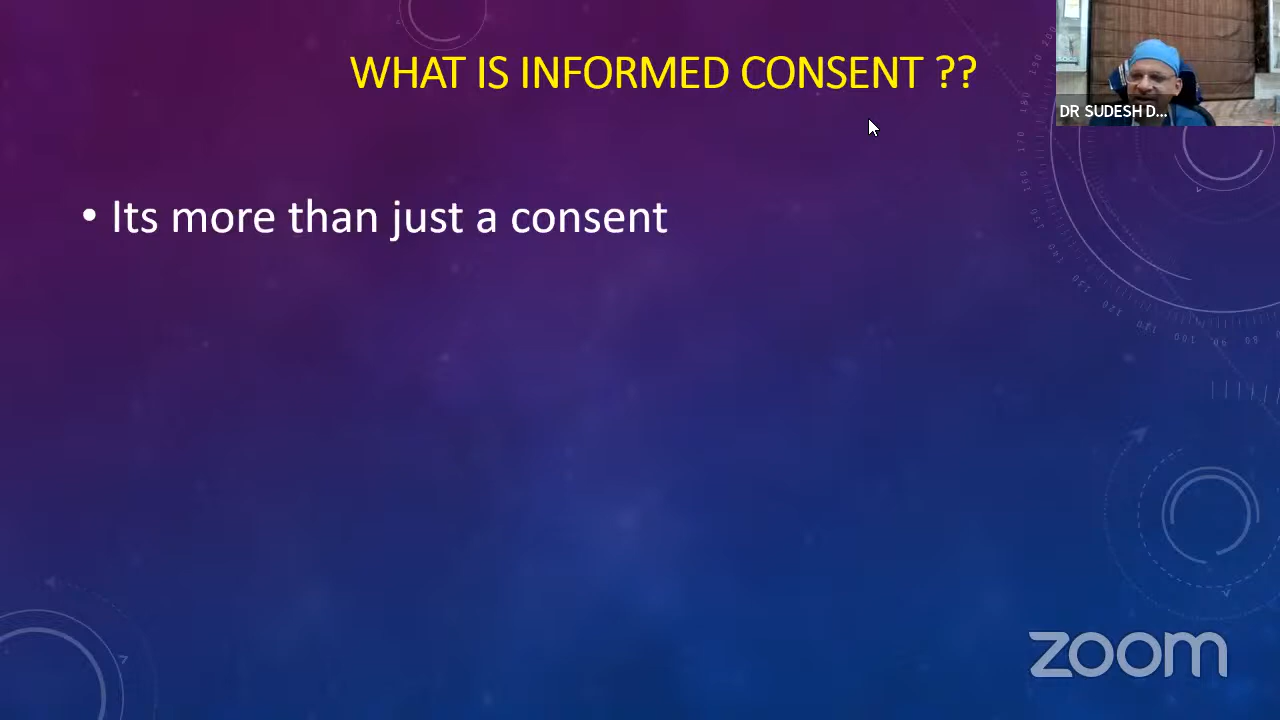 WHAT IS INFORMED CONSENT ??
DR SUDESH D...
• Its more than just a consent
zoom